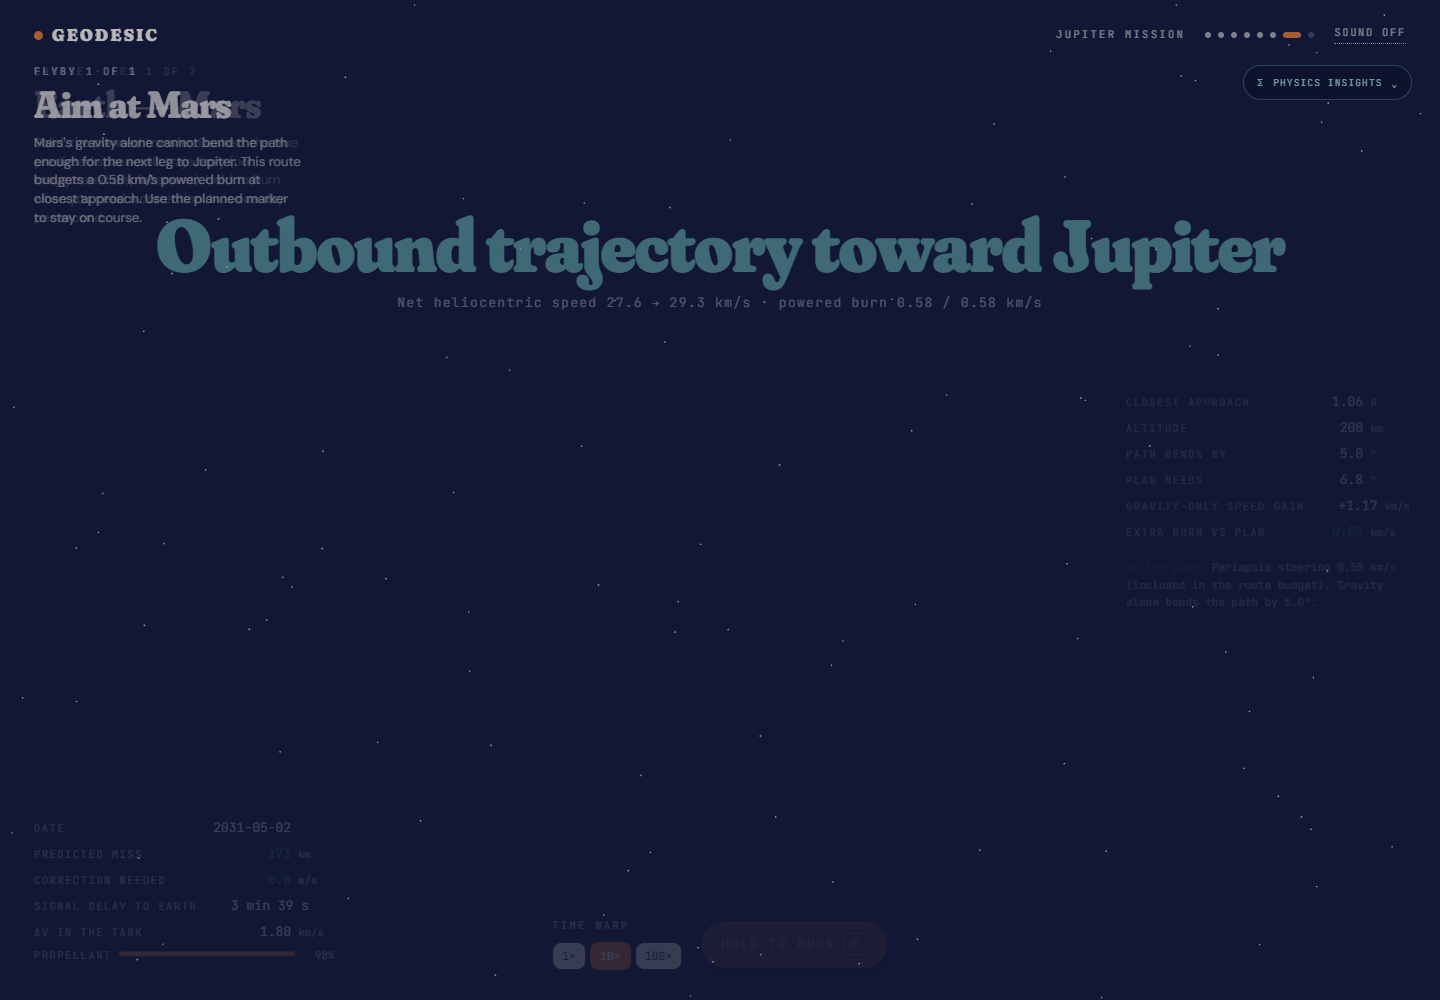 GEODESIC
JUPITER MISSION
SOUND OFF
FLYBY 1 OF 1
1 OF 2
Σ PHYSICS INSIGHTS
Aim at Mars
Mars's gravity alone cannot bend the path
enough for the next leg to Jupiter. This route
budgets a 0.58 km/s powered burn at
closest approach. Use the planned marker
to stay on course.
Outbound trajectory toward Jupiter
Net heliocentric speed 27.6 → 29.3 km/s · powered burn 0.58 / 0.58 km/s
CLOSEST APPROACH 1.06 R
ALTITUDE 200 km
PATH BENDS BY 5.0 °
PLAN NEEDS 6.8 °
GRAVITY-ONLY SPEED GAIN +1.17 km/s
EXTRA BURN VS PLAN 0.00 km/s
On the plan. Periapsis steering 0.58 km/s
(included in the route budget). Gravity
alone bends the path by 5.0°.
DATE 2031-05-02
PREDICTED MISS 173 km
CORRECTION NEEDED 0.0 m/s
SIGNAL DELAY TO EARTH 3 min 39 s
ΔV IN THE TANK 1.80 km/s
PROPELLANT 98%
TIME WARP
1× 10× 100×
HOLD TO BURN B